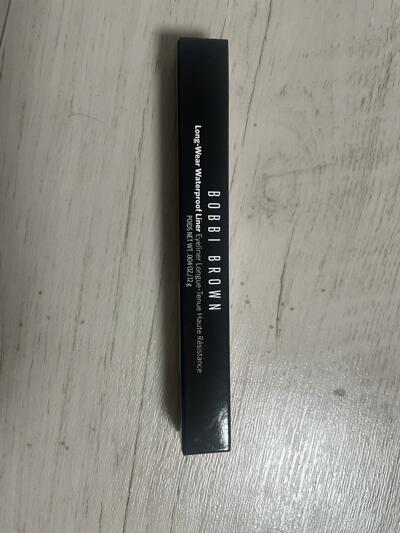 BOBBI BROWN
Long-Wear Waterproof Liner Eyeliner Longue-Tenue Haute Résistance
POIDS NET WT. .004 OZ./.12 g